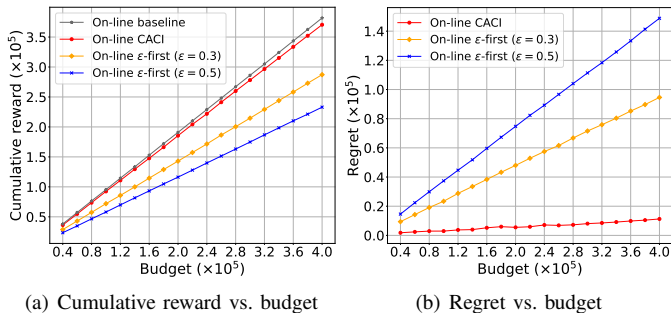 On-line baseline
On-line CACI
On-line ε-first (ε = 0.3)
On-line ε-first (ε = 0.5)
Cumulative reward (×10⁵)
3.5
3.0
2.5
2.0
1.5
1.0
0.5
0.4 0.8 1.2 1.6 2.0 2.4 2.8 3.2 3.6 4.0
Budget (×10⁵)
(a) Cumulative reward vs. budget
On-line CACI
On-line ε-first (ε = 0.3)
On-line ε-first (ε = 0.5)
Regret (×10⁵)
1.4
1.2
1.0
0.8
0.6
0.4
0.2
0.0
0.4 0.8 1.2 1.6 2.0 2.4 2.8 3.2 3.6 4.0
Budget (×10⁵)
(b) Regret vs. budget